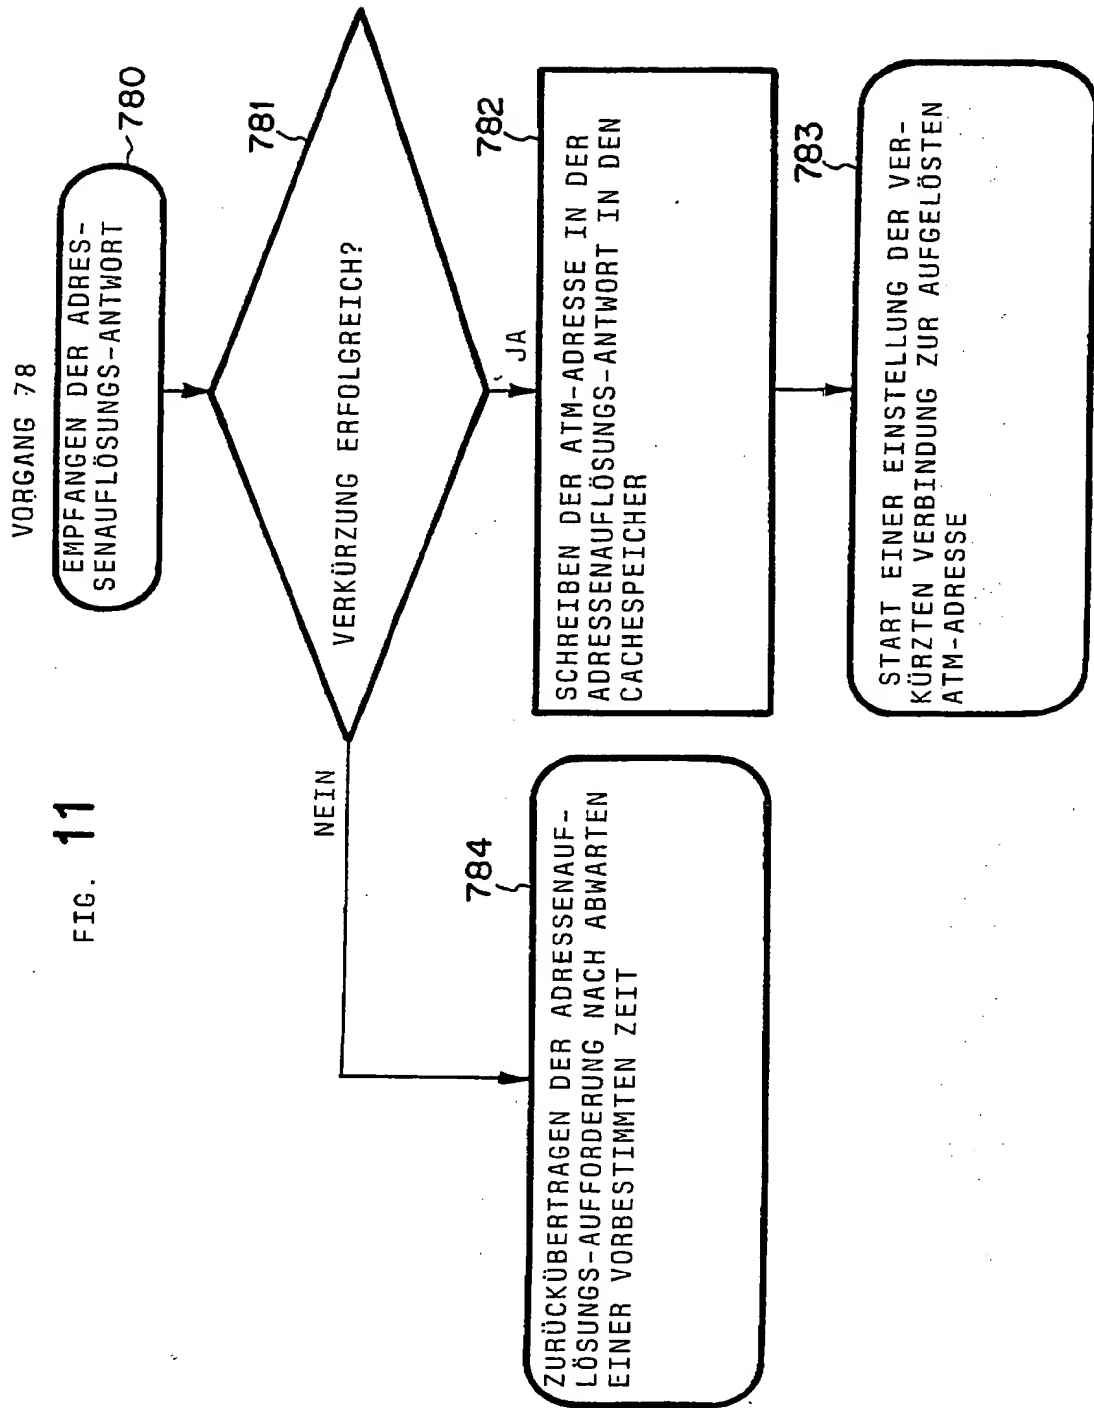 FIG. 11
VORGANG 78
EMPFANGEN DER ADRES-
SENAUFLÖSUNGS-ANTWORT
780
VERKÜRZUNG ERFOLGREICH?
781
NEIN
JA
SCHREIBEN DER ATM-ADRESSE IN DER
ADRESSENAUFLÖSUNGS-ANTWORT IN DEN
CACHESPEICHER
782
START EINER EINSTELLUNG DER VER-
KÜRZTEN VERBINDUNG ZUR AUFGELÖSTEN
ATM-ADRESSE
783
ZURÜCKÜBERTRAGEN DER ADRESSENAUF-
LÖSUNGS-AUFFORDERUNG NACH ABWARTEN
EINER VORBESTIMMTEN ZEIT
784